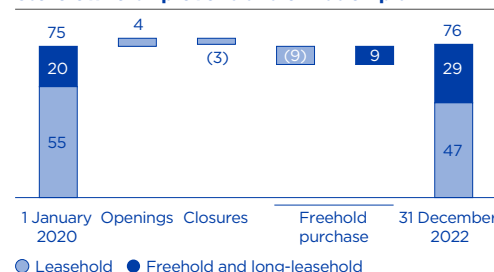 75
4
76
20
(3)
(9)
9
29
55
47
1 January
2020
Openings
Closures
Freehold
purchase
31 December
2022
Leasehold
Freehold and long-leasehold